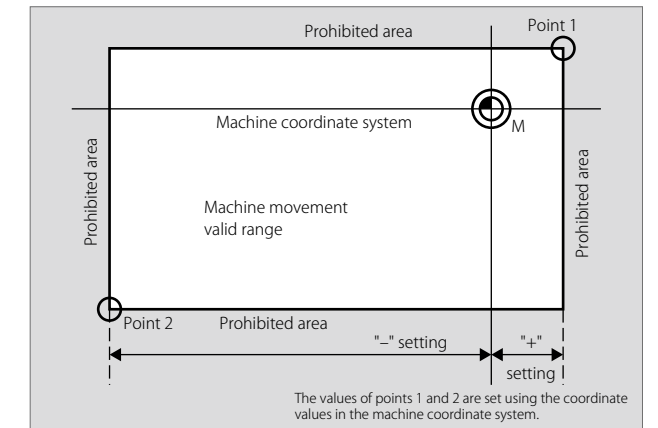 Prohibited area
Point 1
Machine coordinate system
M
Prohibited area
Prohibited area
Machine movement
valid range
Point 2
Prohibited area
"–" setting
"+"
setting
The values of points 1 and 2 are set using the coordinate
values in the machine coordinate system.